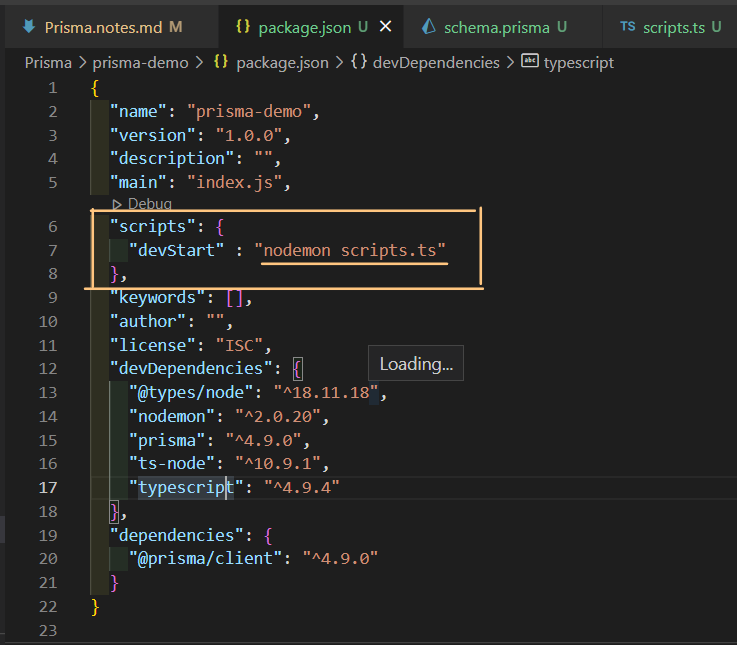 Prisma.notes.md M
{} package.json U ×
schema.prisma U
TS scripts.ts U
Prisma > prisma-demo > {} package.json > {} devDependencies > abc typescript
1 {
2 "name": "prisma-demo",
3 "version": "1.0.0",
4 "description": "",
5 "main": "index.js",
Debug
6 "scripts": {
7 "devStart" : "nodemon scripts.ts"
8 },
9 "keywords": [],
10 "author": "",
11 "license": "ISC",
12 "devDependencies": {
Loading...
13 "@types/node": "^18.11.18",
14 "nodemon": "^2.0.20",
15 "prisma": "^4.9.0",
16 "ts-node": "^10.9.1",
17 "typescript": "^4.9.4"
18 },
19 "dependencies": {
20 "@prisma/client": "^4.9.0"
21 }
22 }
23